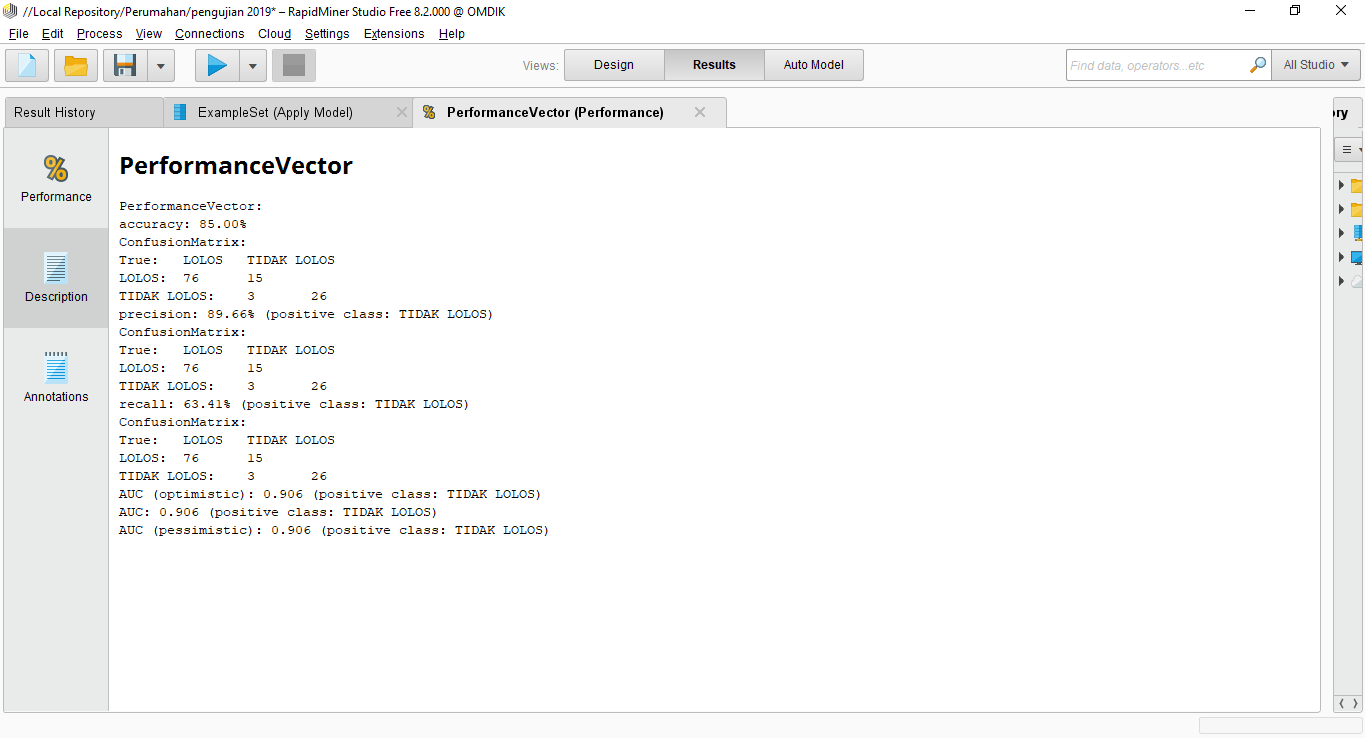 //Local Repository/Perumahan/pengujian 2019* – RapidMiner Studio Free 8.2.000 @ OMDIK
File Edit Process View Connections Cloud Settings Extensions Help
Views: Design Results Auto Model Find data, operators...etc All Studio
Result History ExampleSet (Apply Model) PerformanceVector (Performance) ory
PerformanceVector
Performance
Description
Annotations
PerformanceVector:
accuracy: 85.00%
ConfusionMatrix:
True: LOLOS TIDAK LOLOS
LOLOS: 76 15
TIDAK LOLOS: 3 26
precision: 89.66% (positive class: TIDAK LOLOS)
ConfusionMatrix:
True: LOLOS TIDAK LOLOS
LOLOS: 76 15
TIDAK LOLOS: 3 26
recall: 63.41% (positive class: TIDAK LOLOS)
ConfusionMatrix:
True: LOLOS TIDAK LOLOS
LOLOS: 76 15
TIDAK LOLOS: 3 26
AUC (optimistic): 0.906 (positive class: TIDAK LOLOS)
AUC: 0.906 (positive class: TIDAK LOLOS)
AUC (pessimistic): 0.906 (positive class: TIDAK LOLOS)